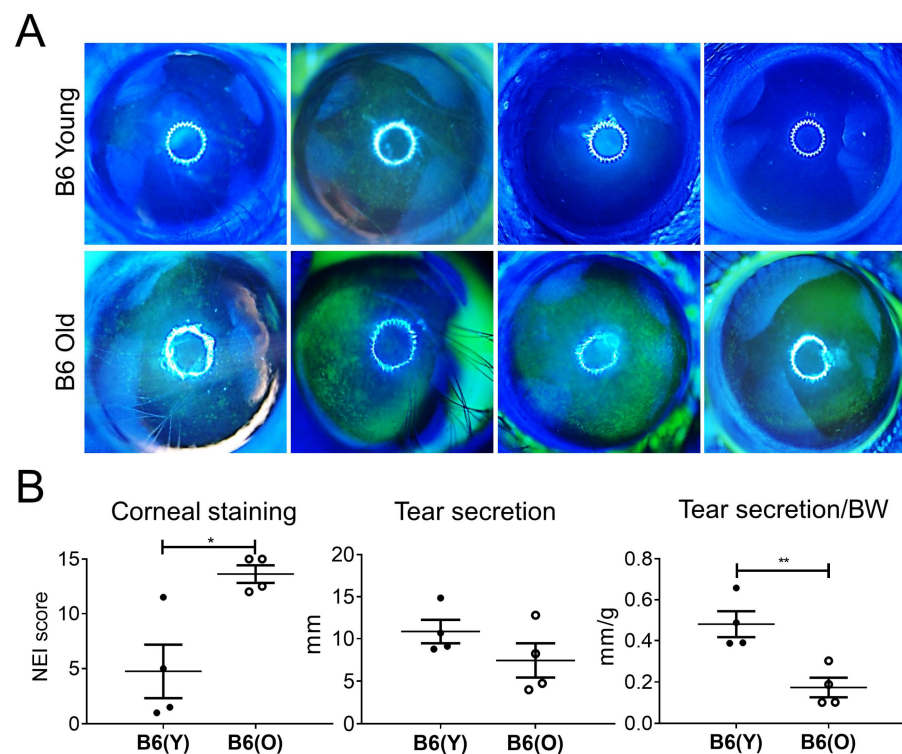 A
B6 Young
B6 Old
B
Corneal staining
NEI score
15
10
5
0
*
B6(Y)
B6(O)
Tear secretion
mm
20
15
10
5
0
B6(Y)
B6(O)
Tear secretion/BW
mm/g
0.8
0.6
0.4
0.2
0.0
**
B6(Y)
B6(O)